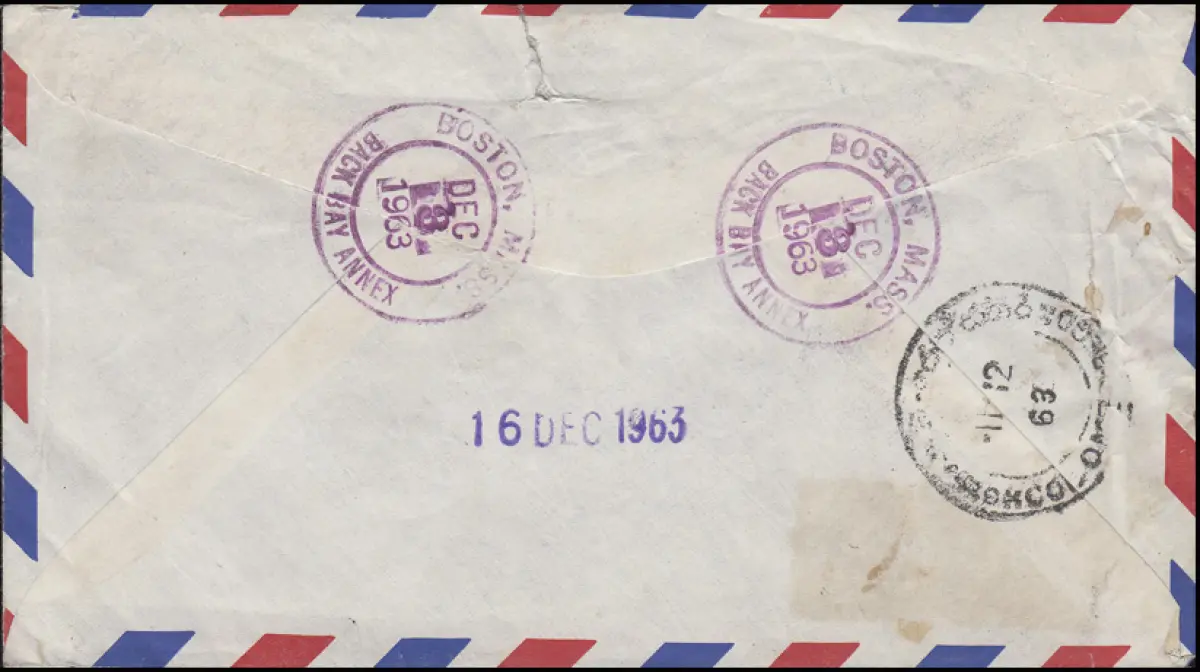 BOSTON, MASS.
DEC
13
1963
BACK BAY ANNEX
BOSTON, MASS.
DEC
13
1963
BACK BAY ANNEX
11 12
63
16 DEC 1963